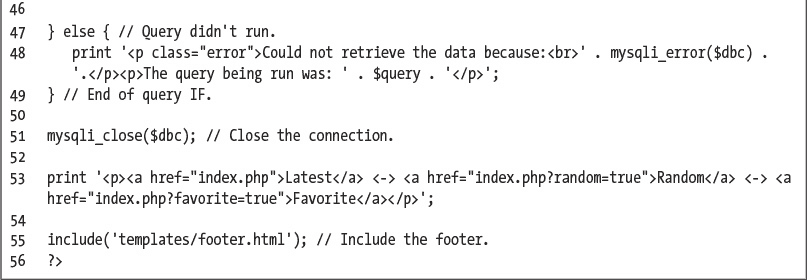 46
47 } else { // Query didn't run.
48 print '<p class="error">Could not retrieve the data because:<br>' . mysqli_error($dbc) .
'.</p><p>The query being run was: ' . $query . '</p>';
49 } // End of query IF.
50
51 mysqli_close($dbc); // Close the connection.
52
53 print '<p><a href="index.php">Latest</a> <-> <a href="index.php?random=true">Random</a> <-> <a
href="index.php?favorite=true">Favorite</a></p>';
54
55 include('templates/footer.html'); // Include the footer.
56 ?>